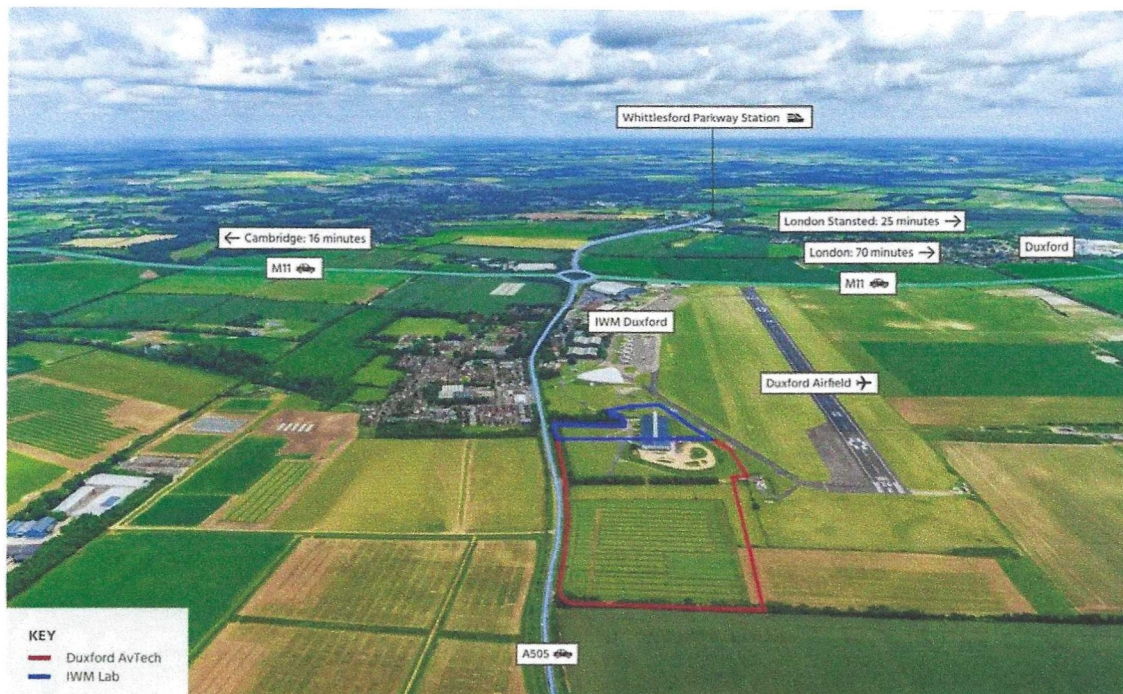 Whittlesford Parkway Station
London Stansted: 25 minutes →
← Cambridge: 16 minutes
London: 70 minutes →
Duxford
M11
M11
IWM Duxford
Duxford Airfield
KEY
Duxford AvTech
IWM Lab
A505